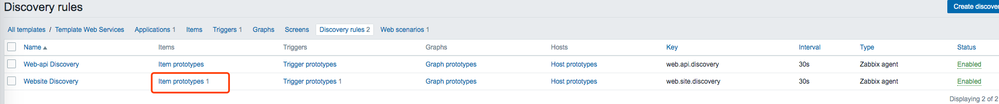 Discovery rules
Create discover
All templates / Template Web Services Applications 1 Items Triggers 1 Graphs Screens Discovery rules 2 Web scenarios 1
Name Items Triggers Graphs Hosts Key Interval Type Status
Web-api Discovery Item prototypes Trigger prototypes Graph prototypes Host prototypes web.api.discovery 30s Zabbix agent Enabled
Website Discovery Item prototypes 1 Trigger prototypes 1 Graph prototypes Host prototypes web.site.discovery 30s Zabbix agent Enabled
Displaying 2 of 2